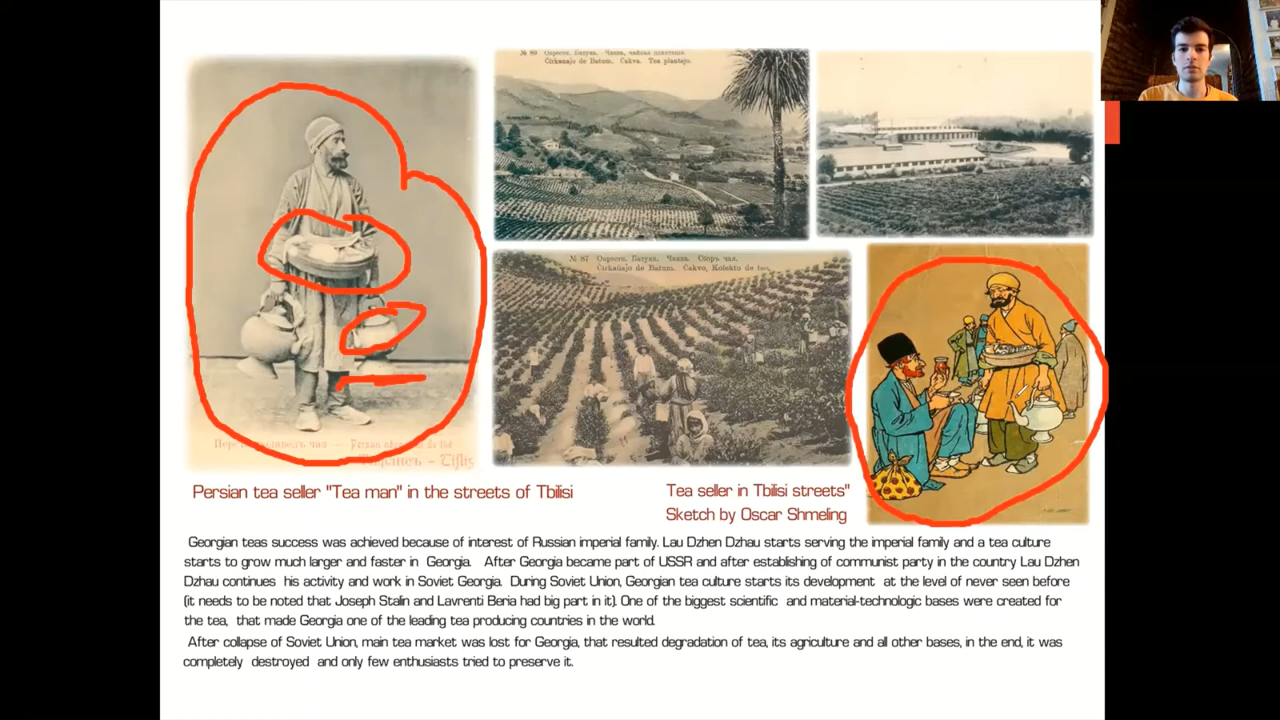 № 89 Окрестн. Батума. Чаква, чайная плантація.
Ĉirkaŭajo de Batum. Ĉakva. Tea plantejo.
№ 87 Окрестн. Батума. Чаква. Сборъ чая.
Ĉirkaŭajo de Batum. Ĉakvo, Kolekto de teo.
чая — Persan
Tiflis
Persian tea seller "Tea man" in the streets of Tbilisi
Tea seller in Tbilisi streets"
Sketch by Oscar Shmeling
Georgian teas success was achieved because of interest of Russian imperial family. Lau Dzhen Dzhau starts serving the imperial family and a tea culture
starts to grow much larger and faster in Georgia. After Georgia became part of USSR and after establishing of communist party in the country Lau Dzhen
Dzhau continues his activity and work in Soviet Georgia. During Soviet Union, Georgian tea culture starts its development at the level of never seen before
(it needs to be noted that Joseph Stalin and Lavrenti Beria had big part in it). One of the biggest scientific and material-technologic bases were created for
the tea, that made Georgia one of the leading tea producing countries in the world.
After collapse of Soviet Union, main tea market was lost for Georgia, that resulted degradation of tea, its agriculture and all other bases, in the end, it was
completely destroyed and only few enthusiasts tried to preserve it.